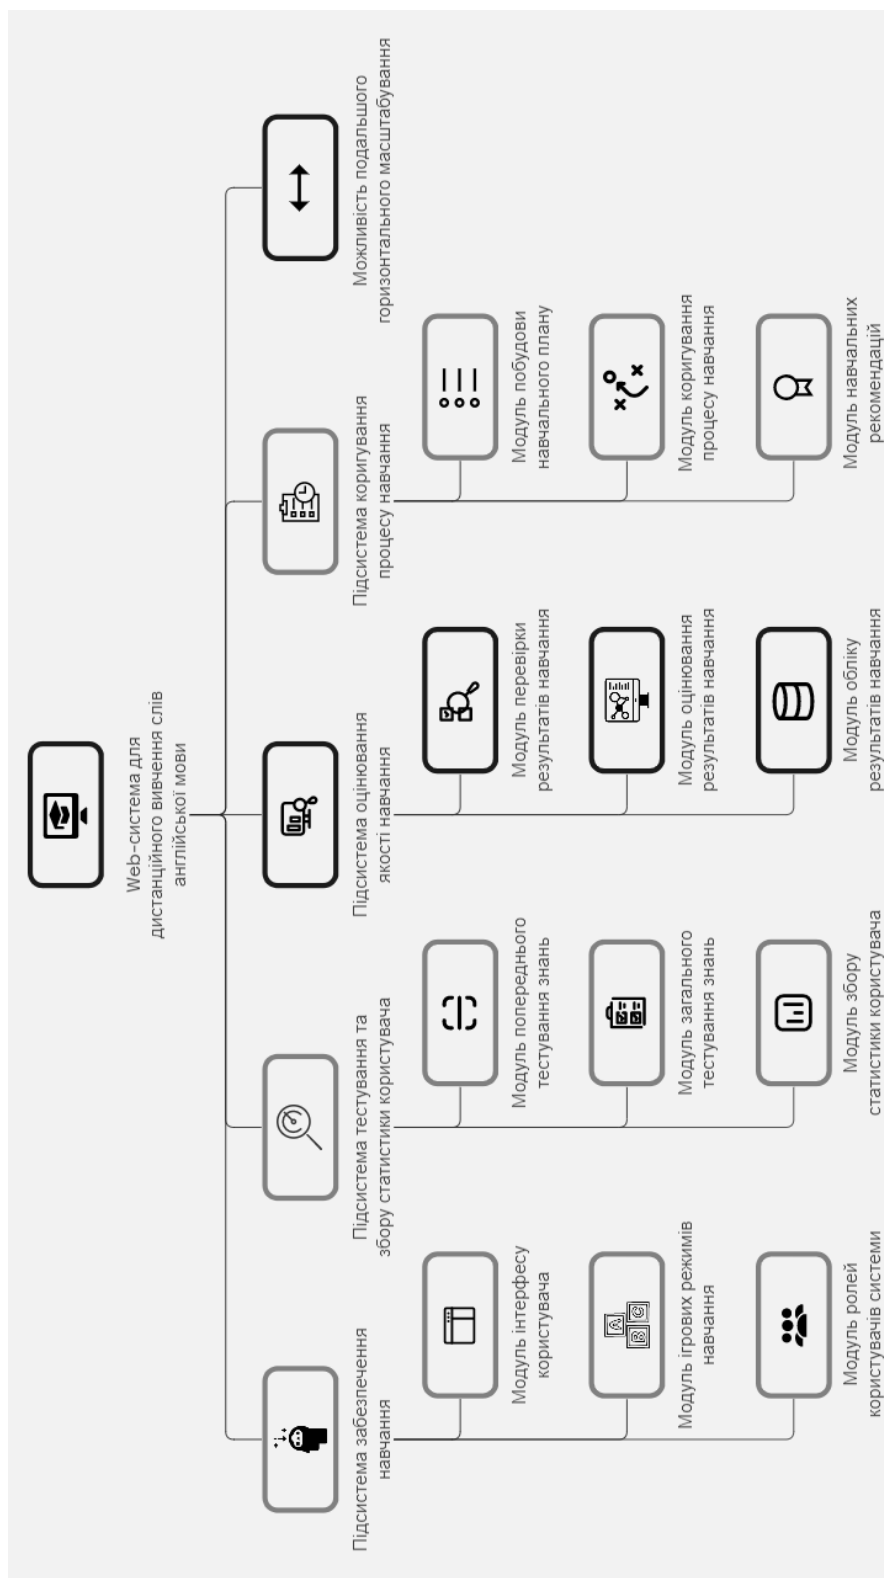 Web-система для
дистанційного вивчення слів
англійської мови
Підсистема забезпечення
навчання
Підсистема тестування та
збору статистики користувача
Підсистема оцінювання
якості навчання
Підсистема коригування
процесу навчання
Можливість подальшого
горизонтального масштабування
Модуль інтерфесу
користувача
Модуль попереднього
тестування знань
Модуль перевірки
результатів навчання
Модуль побудови
навчального плану
A
B
C
Модуль ігрових режимів
навчання
Модуль загального
тестування знань
Модуль оцінювання
результатів навчання
Модуль коригування
процесу навчання
Модуль ролей
користувачів системи
Модуль збору
статистики користувача
Модуль обліку
результатів навчання
Модуль навчальних
рекомендацій